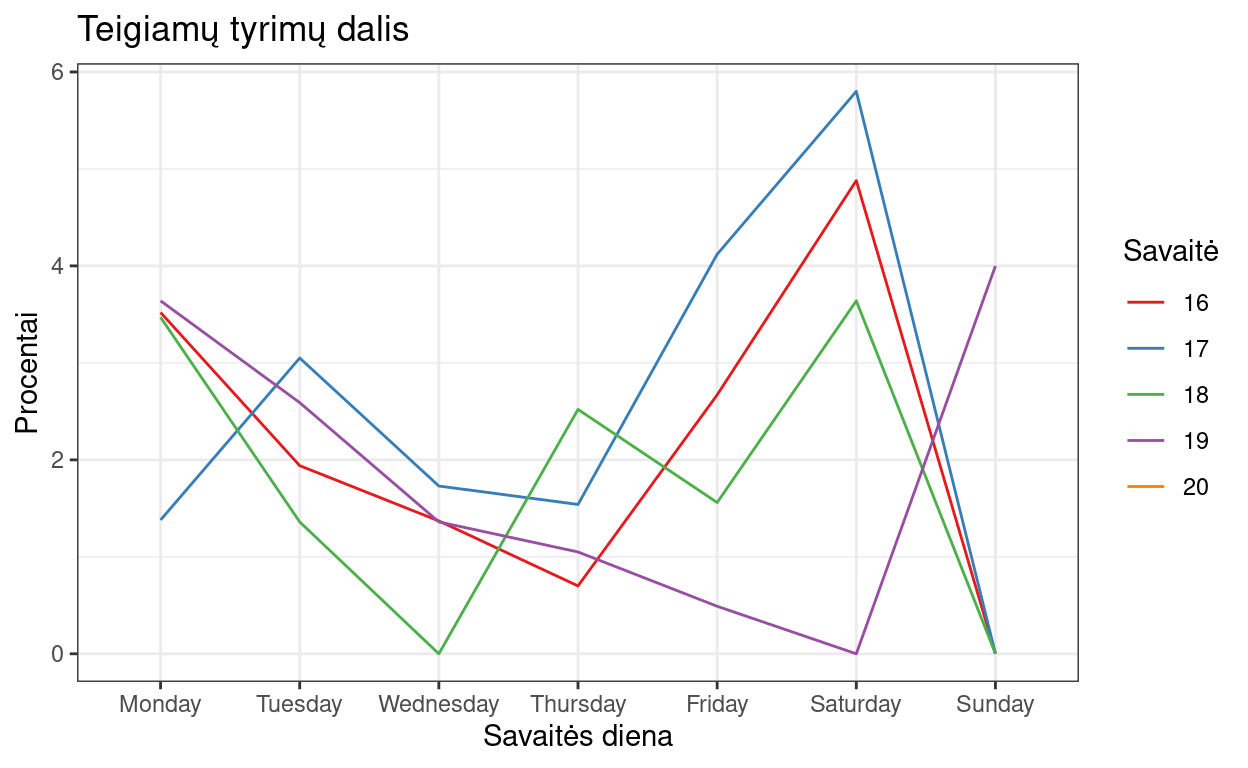 Teigiamų tyrimų dalis
Procentai
6
4
2
0
Monday Tuesday Wednesday Thursday Friday Saturday Sunday
Savaitės diena
Savaitė
16
17
18
19
20